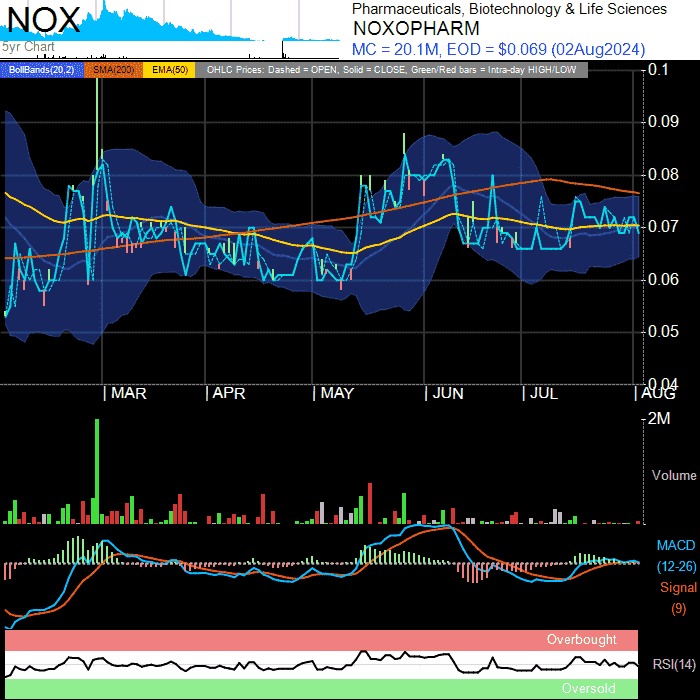 NOX
5yr Chart
Pharmaceuticals, Biotechnology & Life Sciences
NOXOPHARM
MC = 20.1M, EOD = $0.069 (02Aug2024)
BollBands(20,2) SMA(200) EMA(50) OHLC Prices: Dashed = OPEN, Solid = CLOSE, Green/Red bars = Intra-day HIGH/LOW
0.1
0.09
0.08
0.07
0.06
0.05
0.04
MAR APR MAY JUN JUL AUG
2M
Volume
MACD
(12-26)
Signal
(9)
Overbought
RSI(14)
Oversold